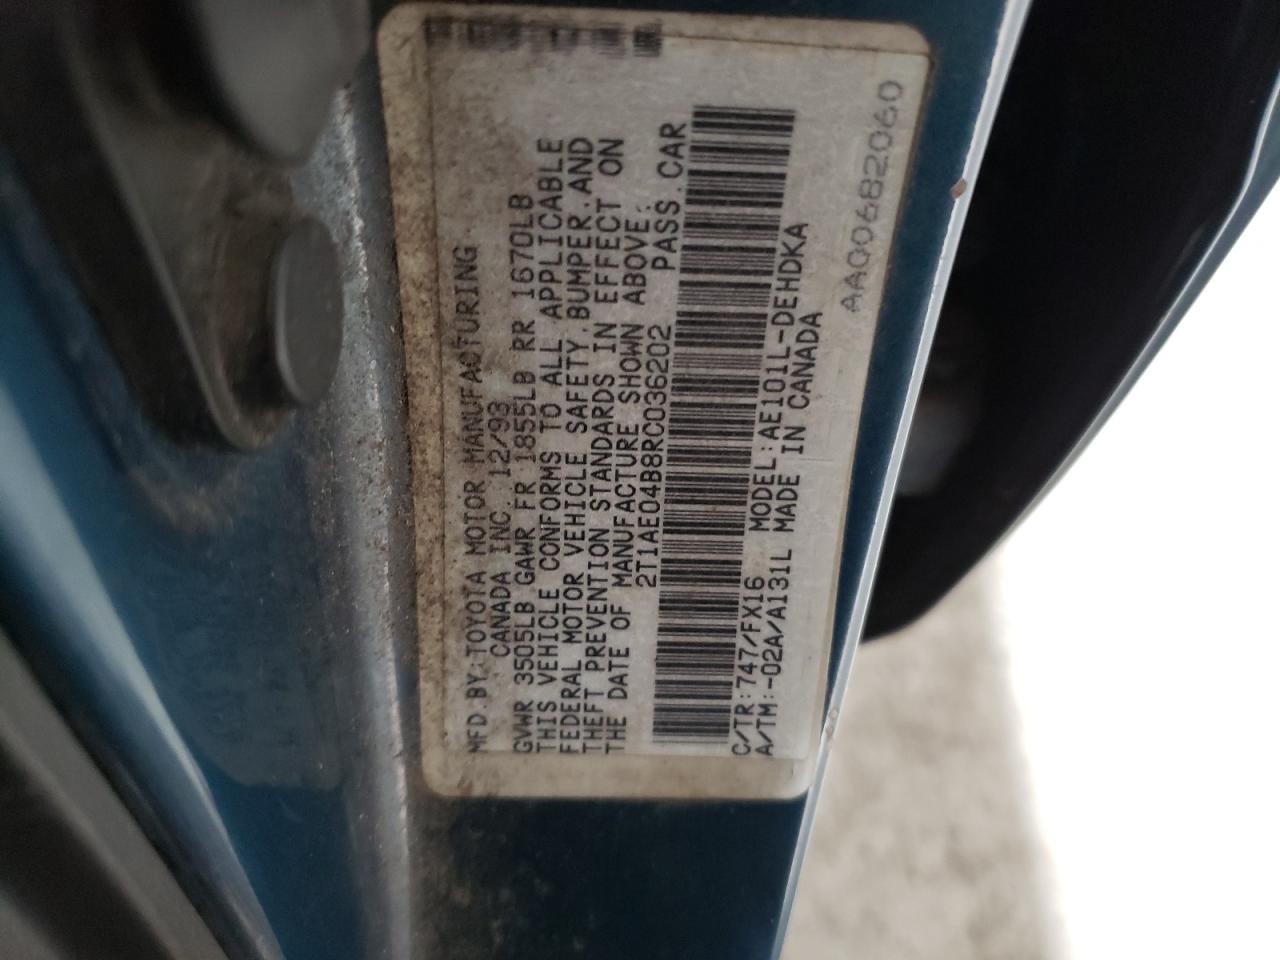 MFD.BY:TOYOTA MOTOR MANUFACTURING
CANADA INC. 12/93
GVWR 3505LB GAWR FR 1855LB RR 1670LB
THIS VEHICLE CONFORMS TO ALL APPLICABLE
FEDERAL MOTOR VEHICLE SAFETY,BUMPER,AND
THEFT PREVENTION STANDARDS IN EFFECT ON
THE DATE OF MANUFACTURE SHOWN ABOVE.
2T1AE04B8RC036202 PASS.CAR
C/TR:747/FX16 MODEL:AE101L-DEHDKA
A/TM:-02A/A131L MADE IN CANADA
AA00682060